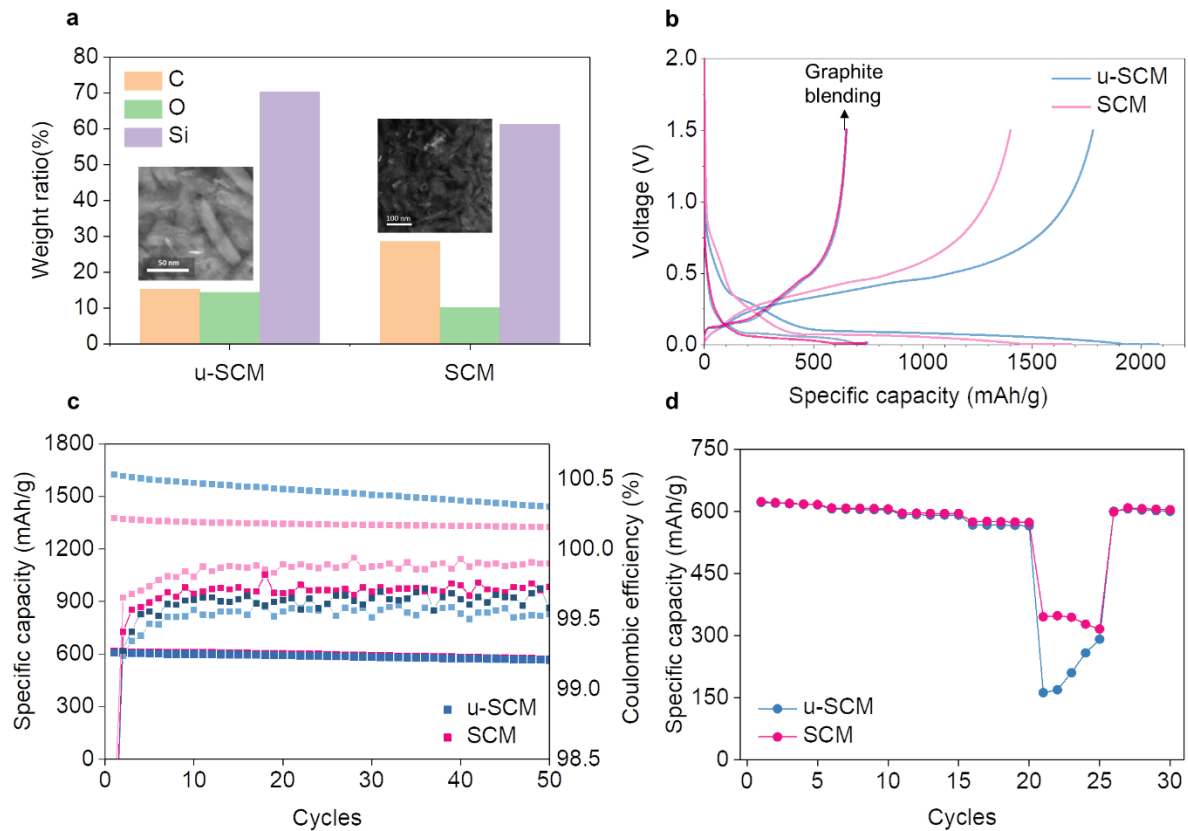 a
80
70
60
50
40
30
20
10
0
Weight ratio(%)
C
O
Si
50 nm
100 nm
u-SCM
SCM
b
2.0
1.5
1.0
0.5
0.0
Voltage (V)
Graphite
blending
u-SCM
SCM
0
500
1000
1500
2000
Specific capacity (mAh/g)
c
1800
1500
1200
900
600
300
0
Specific capacity (mAh/g)
100.5
100.0
99.5
99.0
98.5
Coulombic efficiency (%)
u-SCM
SCM
0
10
20
30
40
50
Cycles
d
750
600
450
300
150
0
Specific capacity (mAh/g)
u-SCM
SCM
0
5
10
15
20
25
30
Cycles